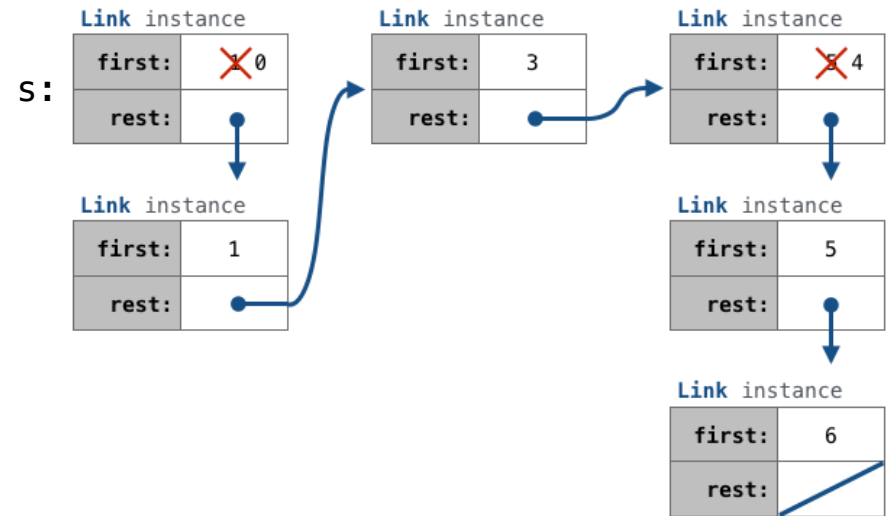 Link instance
first: 1 0
rest:
s:
Link instance
first: 1
rest:
Link instance
first: 3
rest:
Link instance
first: 5 4
rest:
Link instance
first: 5
rest:
Link instance
first: 6
rest: